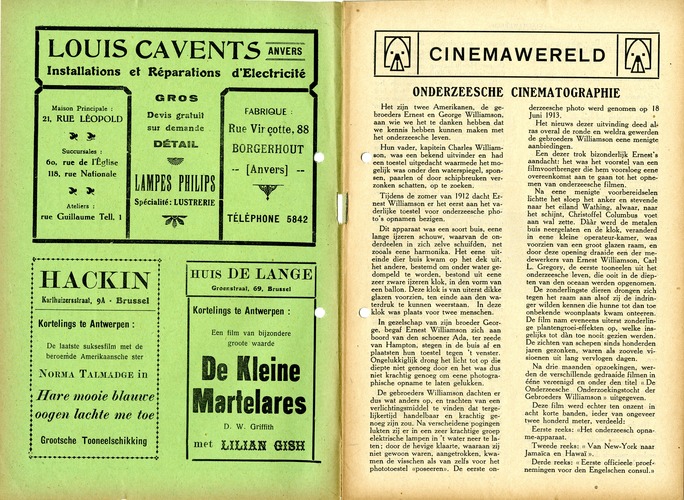 LOUIS CAVENTS ANVERS
Installations et Réparations d'Electricité
Maison Principale :
21, RUE LÉOPOLD
Succursales :
60, rue de l'Église
118, rue Nationale
Ateliers :
rue Guillaume Tell, 1
GROS
Devis gratuit
sur demande
DÉTAIL
LAMPES PHILIPS
Spécialité: LUSTRERIE
FABRIQUE :
Rue Virçotte, 88
BORGERHOUT
-- [Anvers] --
TÉLÉPHONE 5842
HACKIN
Karthuizersstraat, 9A - Brussel
Kortelings te Antwerpen :
De laatste suksesfilm met de
beroemde Amerikaansche ster
NORMA TALMADGE in
Hare mooie blauwe
oogen lachte me toe
Grootsche Tooneelschikking
HUIS DE LANGE
Groenstraat, 69, Brussel
Kortelings te Antwerpen :
Een film van bijzondere
groote waarde
De Kleine
Martelares
D. W. Griffith
met LILIAN GISH
CINEMAWERELD
ONDERZEESCHE CINEMATOGRAPHIE
Het zijn twee Amerikanen, de ge-
broeders Ernest en George Williamson,
aan wie we het te danken hebben dat
we kennis hebben kunnen maken met
het onderzeesche leven.
Hun vader, kapitein Charles William-
son, was een bekend uitvinder en had
een toestel uitgedacht waarmede het mo-
gelijk was onder den waterspiegel, spon-
sen, paarlen of door schipbreuken ver-
zonken schatten, op te zoeken.
Tijdens de zomer van 1912 dacht Er-
nest Williamson er het eerst aan het va-
derlijke toestel voor onderzeesche pho-
to's opnamen bezigen.
Dit apparaat was een soort buis, eene
lange ijzeren schouw, waarvan de on-
derdeelen in zich zelve schuifden, net
zooals eene harmonika. Het eene uit-
einde dier buis kwam op het dek uit,
het andere, bestemd om onder water ge-
dompeld te worden, bestond uit eene
zeer zware ijzeren klok, in den vorm van
een ballon. Deze klok is van uiterst dikke
glazen voorzien, ten einde aan den wa-
terdruk te kunnen weerstaan. In deze
klok was plaats voor twee menschen.
In gezelschap van zijn broeder Geor-
ge, begaf Ernest Williamson zich aan
boord van den schoener Ada, ter reede
van Hampton, stegen in de buis af en
plaatsten hun toestel tegen 't venster.
Ongelukkiglijk drong het licht tot op die
diepte niet genoeg door en het was dus
niet krachtig genoeg om eene photogra-
phische opname te laten gelukken.
De gebroeders Williamson dachten er
dus wat anders op, en trachten van een
verlichtingsmiddel te vinden dat terge-
lijkertijd handelbaar en krachtig ge-
noeg zijn zou. Na verscheidene pogingen
lukten zij er in een zeer krachtige groep
elektrische lampen in 't water neer te la-
ten; door de hevige klaarte, waaraan zij
niet gewoon waren, aangetrokken, kwa-
men de visschen als van zelfs voor het
phototoestel «poseeren». De eerste on-
derzeesche photo werd genomen op 18
Juni 1913.
Het nieuws dezer uitvinding deed al-
ras overal de ronde en weldra gewerden
de gebroeders Williamson eene menigte
aanbiedingen.
Een dezer trok bizonderlijk Ernest's
aandacht: het was het voorstel van een
filmvoortbrenger die hem vooraloog eene
overeenkomst aan te gaan tot het opne-
men van onderzeesche filmen.
Na eene menigte voorbereidselen
lichtte het sloep het anker en stevende
naar het eiland Wathing, alwaar, naar
het schijnt, Christoffel Columbus voet
aan wal zette. Dáár werd de metalen
buis neergelaten en de klok, veranderd
in eene kleine operateur-kamer, was
voorzien van een groot glazen raam, en
door deze opening draaide een der me-
dewerkers van Ernest Williamson, Carl
L. Gregory, de eerste tooneelen uit het
onderzeesche leven, die ooit in de diep-
ten van den oceaan werden opgenomen.
De zonderlingste dieren drongen zich
tegen het raam aan alsof zij de indrin-
ger wilden kennen die hunne tot dan toe
onbekende woonplaats kwam onteeren.
De film nam eveneens uiterst zonderlin-
ge plantengroei-effekten op, welke ins-
gelijks tot dàn toe nooit gezien werden.
De zichten van schepen sinds honderden
jaren gezonken, waren als zoovele vi-
sioenen uit lang vervlogen dagen.
Na drie maanden opzoekingen, wer-
den de verschillende gedraaide filmen in
ééne vereenigd en onder den titel «De
Onderzeesche Onderzoekingstocht der
Gebroeders Williamson» uitgegeven.
Deze film werd echter ten onzent in
acht korte banden, ieder van ongeveer
twee honderd meter, verdeeld:
Eerste reeks: «Het onderzeesch opna-
me-apparaat.
Tweede reeks: «Van New-York naar
Jamaïca en Hawaï».
Derde reeks: «Eerste officieele proef-
nemingen voor den Engelschen consul.»